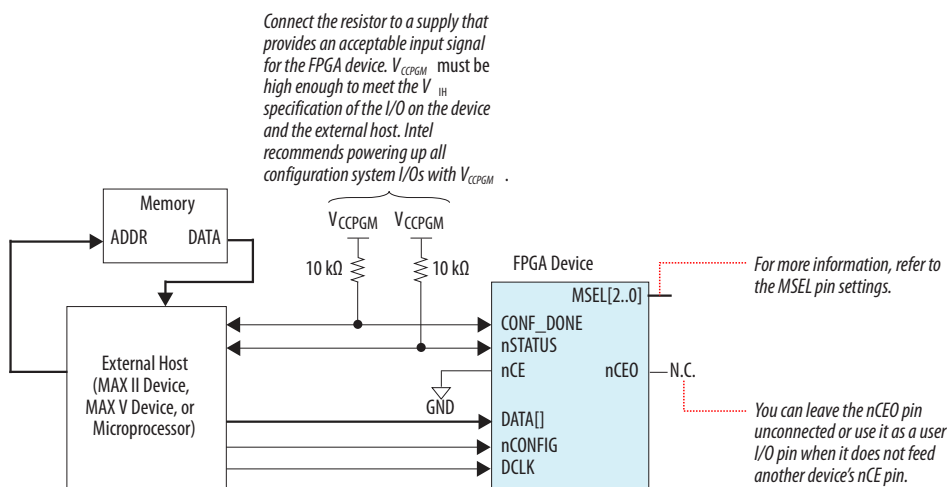 Connect the resistor to a supply that
provides an acceptable input signal
for the FPGA device. VCCPGM must be
high enough to meet the V IH
specification of the I/O on the device
and the external host. Intel
recommends powering up all
configuration system I/Os with VCCPGM .
Memory
ADDR DATA
VCCPGM VCCPGM
10 kΩ 10 kΩ
FPGA Device
MSEL[2..0]
For more information, refer to
the MSEL pin settings.
CONF_DONE
nSTATUS
nCE nCEO N.C.
GND
External Host
(MAX II Device,
MAX V Device, or
Microprocessor)
DATA[]
nCONFIG
DCLK
You can leave the nCEO pin
unconnected or use it as a user
I/O pin when it does not feed
another device's nCE pin.